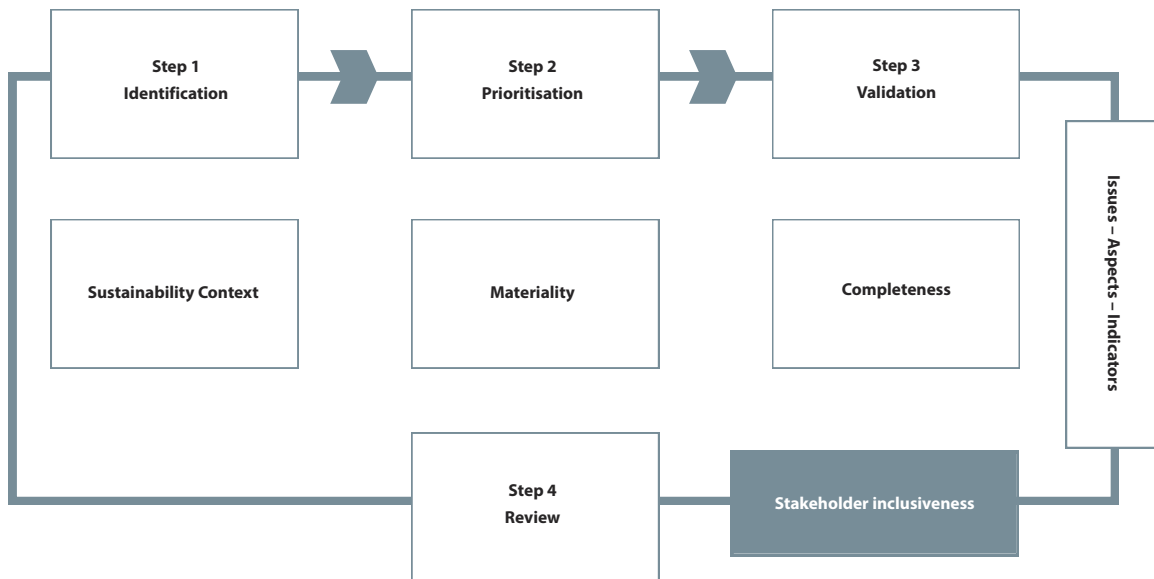 Step 1
Identification
Step 2
Prioritisation
Step 3
Validation
Issues – Aspects – Indicators
Sustainability Context
Materiality
Completeness
Step 4
Review
Stakeholder inclusiveness